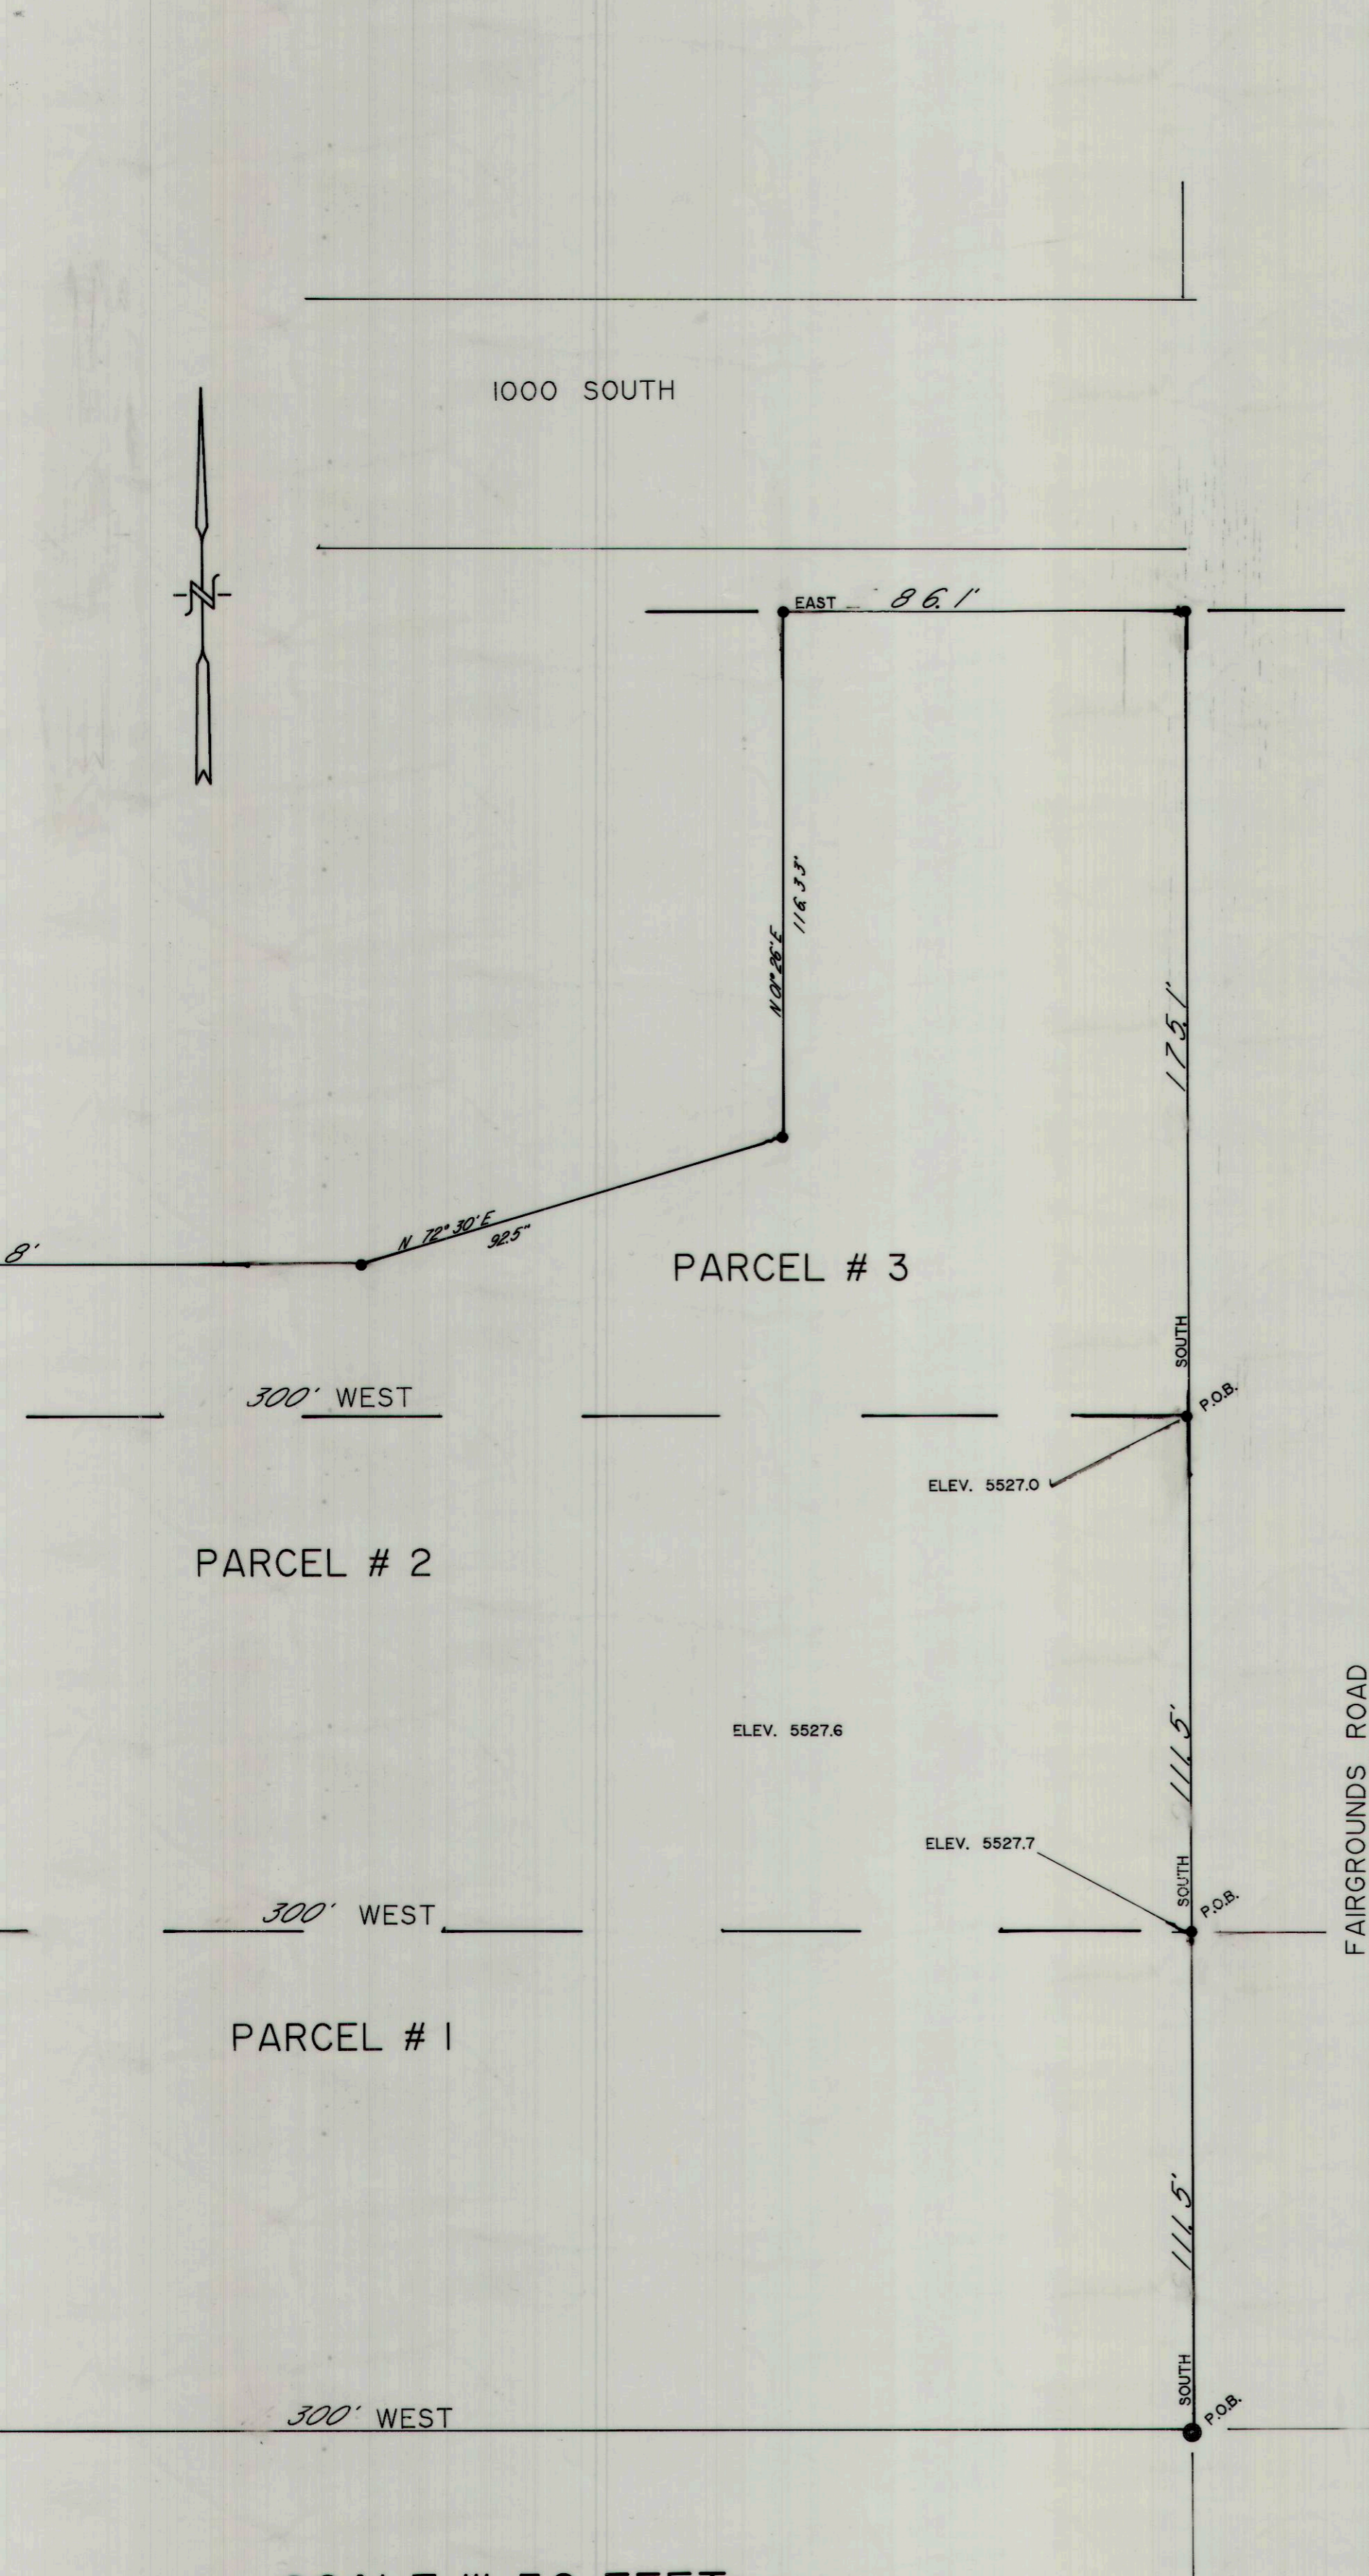 1000 SOUTH
N
EAST 86.1'
116.33'
N 01° 26' E
175.1'
N 72° 30' E
92.5'
8'
PARCEL # 3
SOUTH
300' WEST
P.O.B.
ELEV. 5527.0
PARCEL # 2
FAIRGROUNDS ROAD
111.5'
ELEV. 5527.6
ELEV. 5527.7
SOUTH
P.O.B.
300' WEST
PARCEL # 1
111.5'
SOUTH
300' WEST
P.O.B.